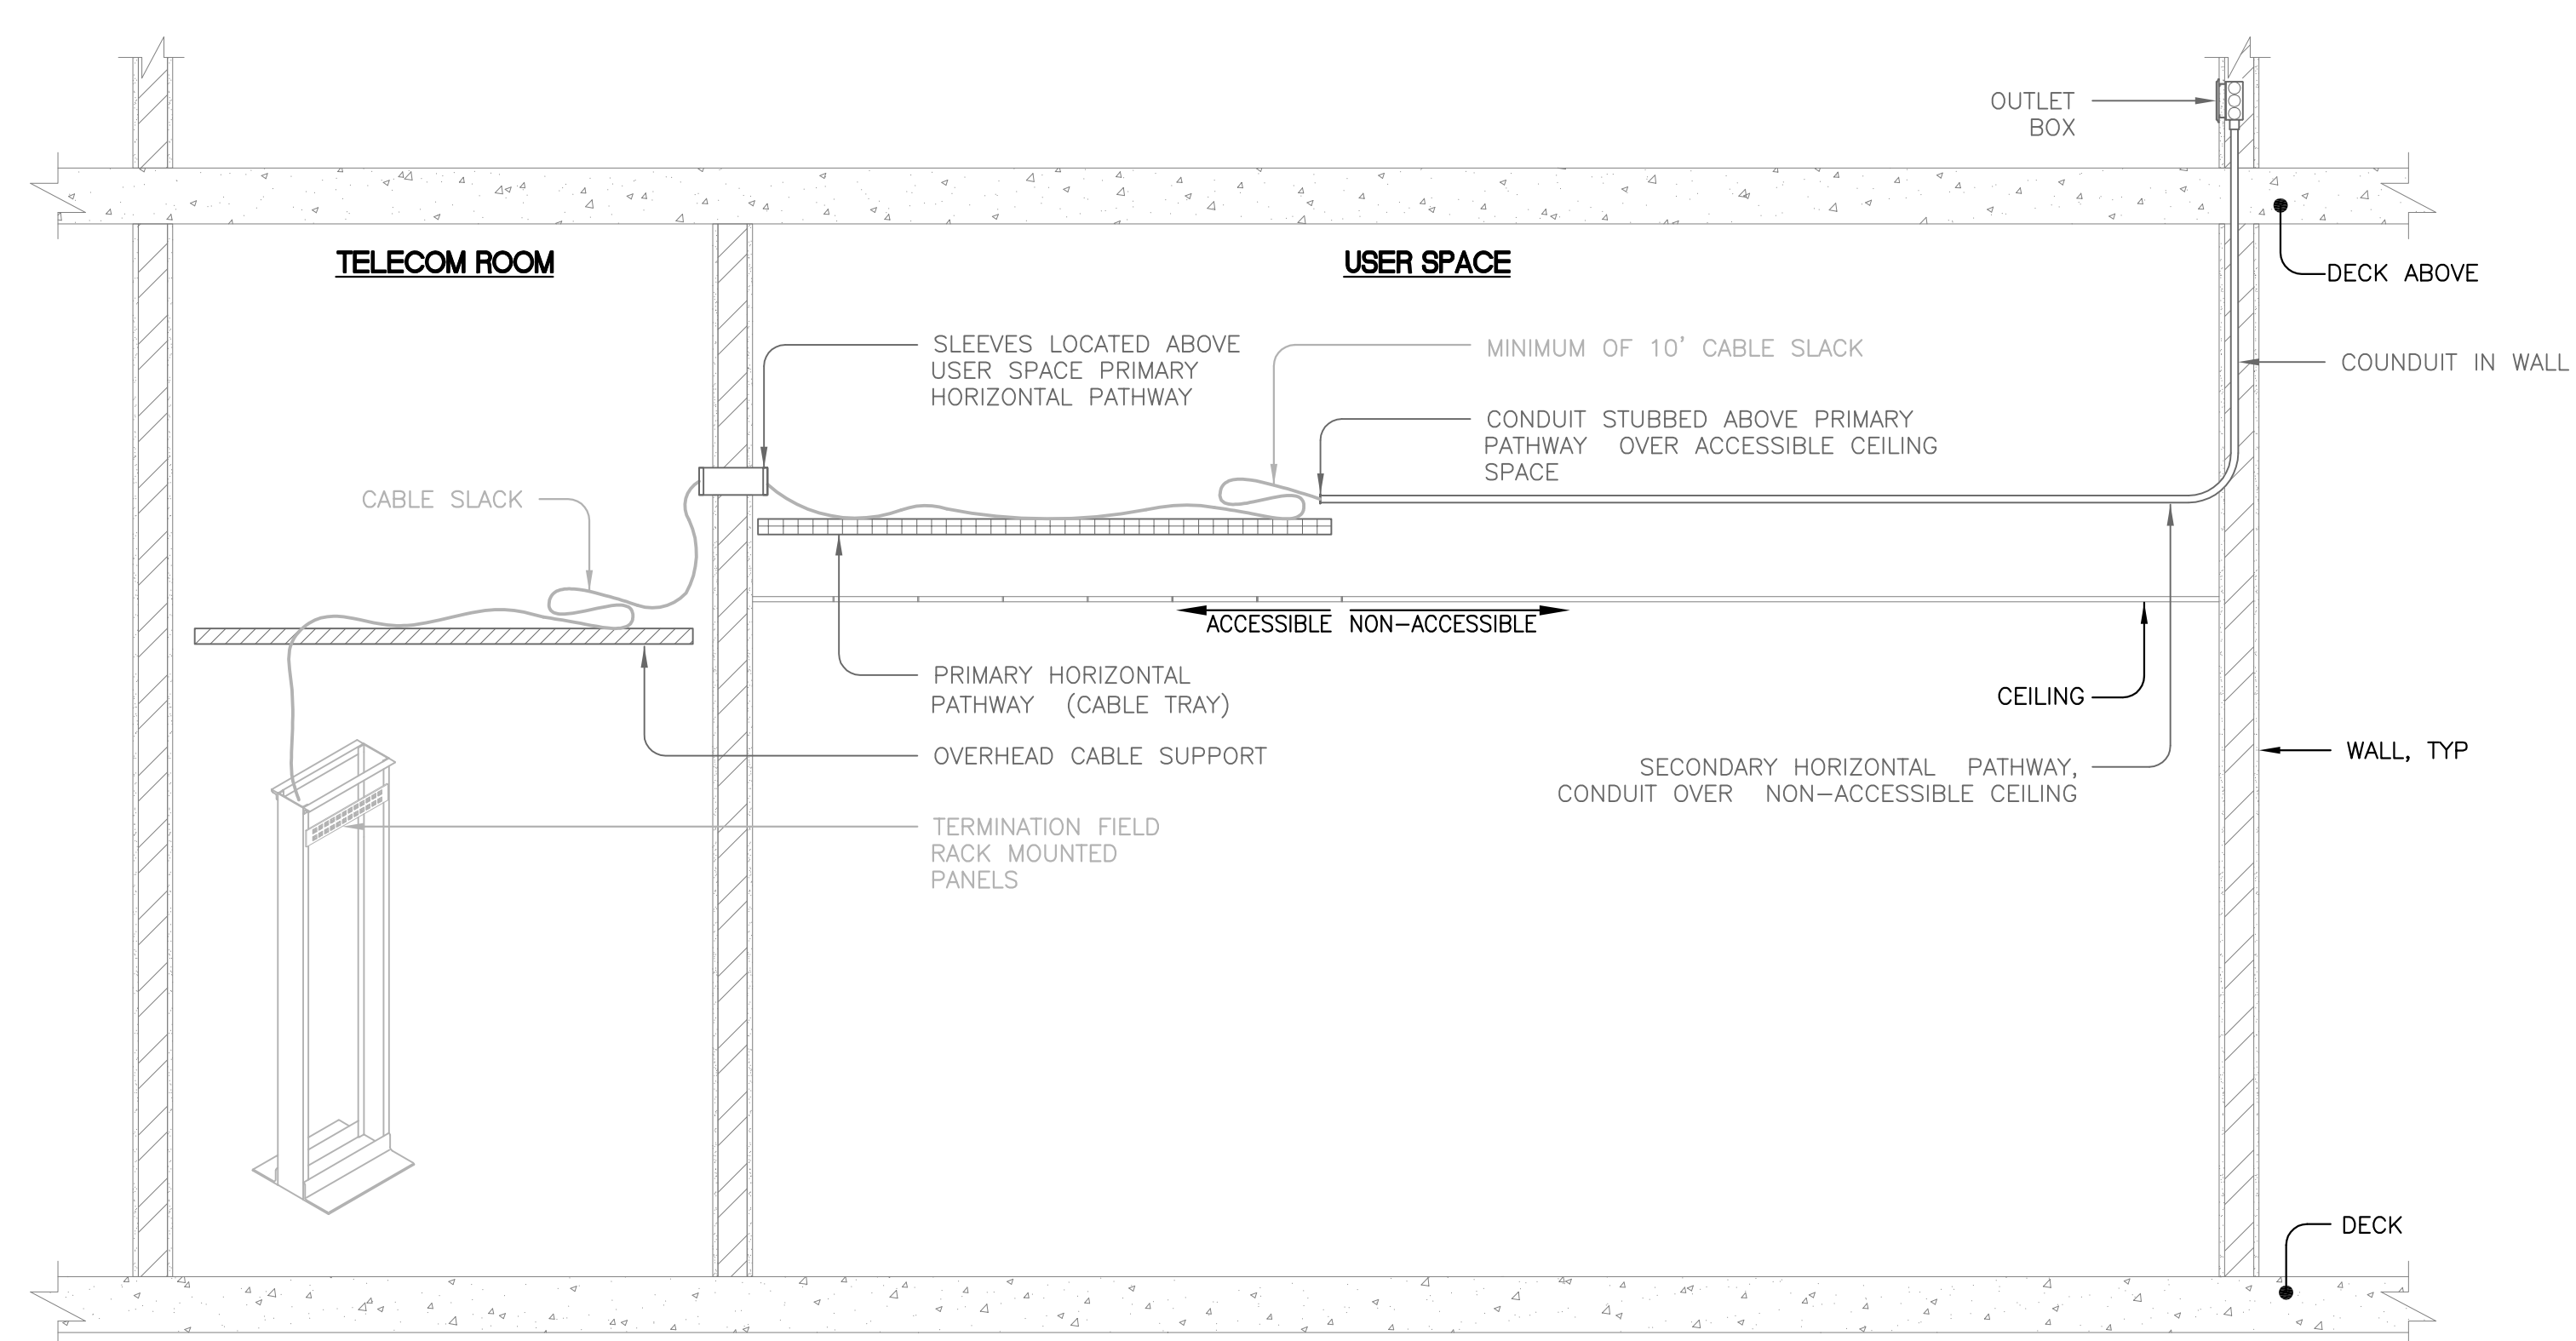 OUTLET
BOX
TELECOM ROOM
USER SPACE
DECK ABOVE
SLEEVES LOCATED ABOVE
USER SPACE PRIMARY
HORIZONTAL PATHWAY
MINIMUM OF 10' CABLE SLACK
COUNDUIT IN WALL
CONDUIT STUBBED ABOVE PRIMARY
PATHWAY OVER ACCESSIBLE CEILING
SPACE
CABLE SLACK
ACCESSIBLE
NON-ACCESSIBLE
PRIMARY HORIZONTAL
PATHWAY (CABLE TRAY)
CEILING
OVERHEAD CABLE SUPPORT
WALL, TYP
SECONDARY HORIZONTAL PATHWAY,
CONDUIT OVER NON-ACCESSIBLE CEILING
TERMINATION FIELD
RACK MOUNTED
PANELS
DECK